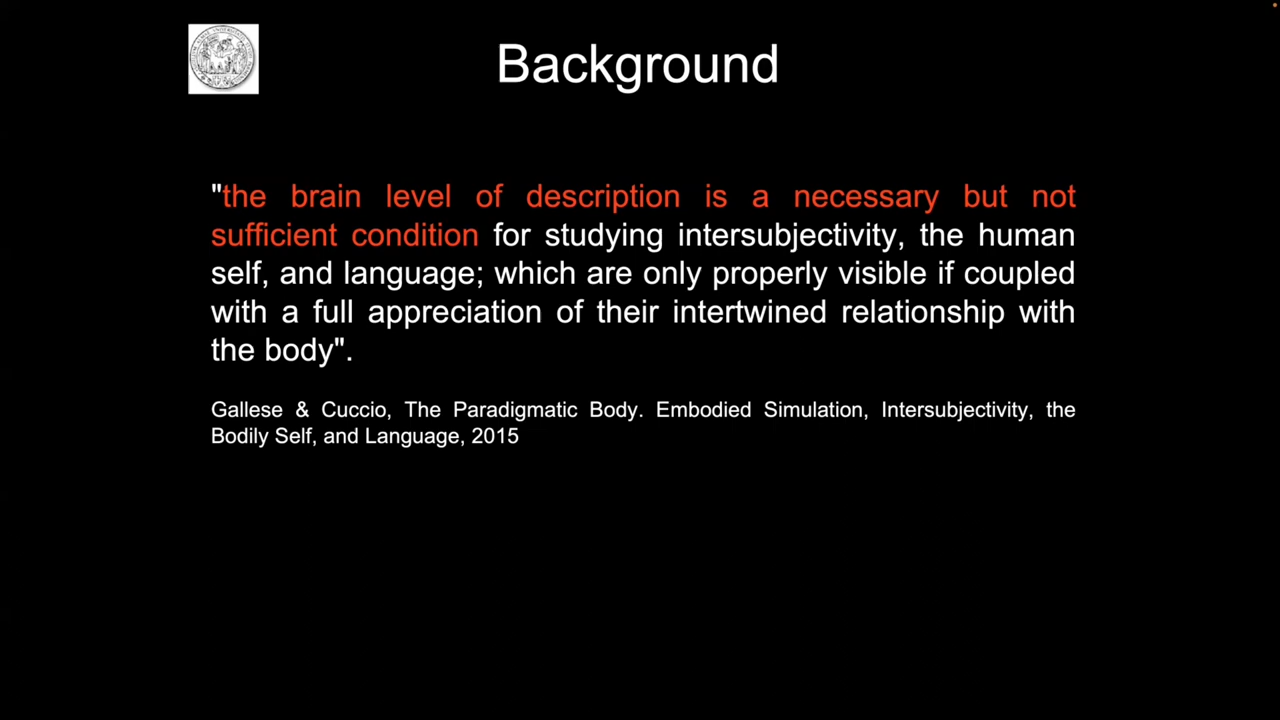 Background
"the brain level of description is a necessary but not
sufficient condition for studying intersubjectivity, the human
self, and language; which are only properly visible if coupled
with a full appreciation of their intertwined relationship with
the body".
Gallese & Cuccio, The Paradigmatic Body. Embodied Simulation, Intersubjectivity, the
Bodily Self, and Language, 2015